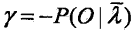 γ = −P(O | λ̄)